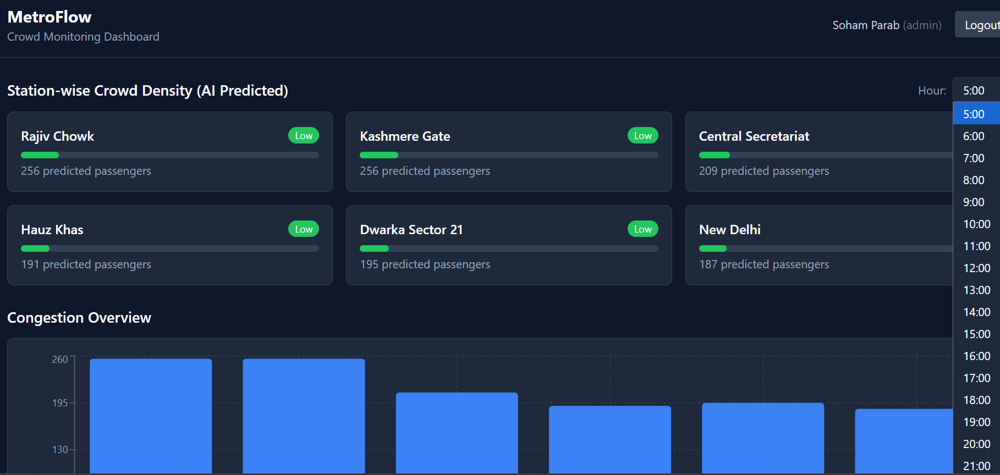 MetroFlow
Crowd Monitoring Dashboard
Soham Parab (admin)
Logout
Station-wise Crowd Density (AI Predicted)
Hour:
5:00
Rajiv Chowk
Low
256 predicted passengers
Kashmere Gate
Low
256 predicted passengers
Central Secretariat
209 predicted passengers
Hauz Khas
Low
191 predicted passengers
Dwarka Sector 21
Low
195 predicted passengers
New Delhi
187 predicted passengers
5:00
6:00
7:00
8:00
9:00
10:00
11:00
12:00
13:00
14:00
15:00
16:00
17:00
18:00
19:00
20:00
21:00
Congestion Overview
260
195
130